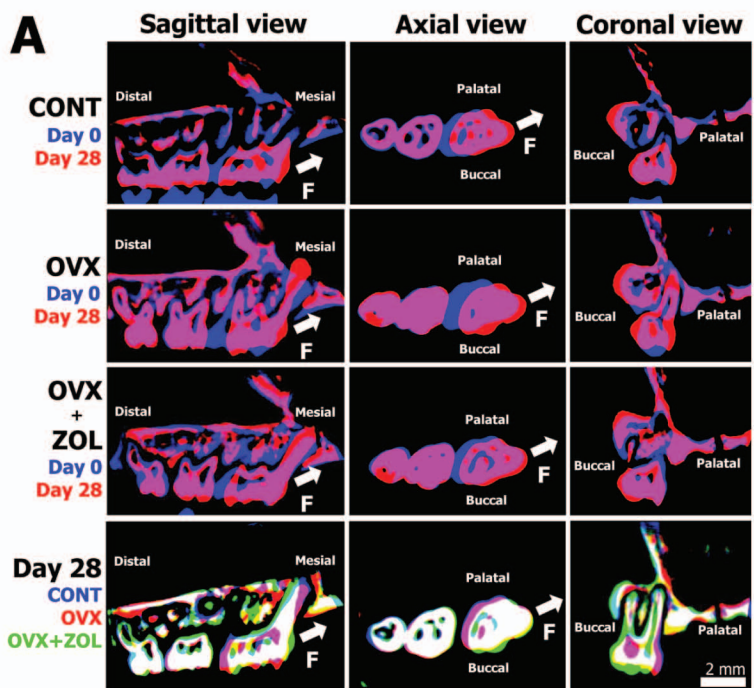 A
Sagittal view
Axial view
Coronal view
CONT
Day 0
Day 28
Distal
Mesial
F
Palatal
Buccal
F
Buccal
Palatal
OVX
Day 0
Day 28
Distal
Mesial
F
Palatal
Buccal
F
Buccal
Palatal
OVX
+
ZOL
Day 0
Day 28
Distal
Mesial
F
Palatal
Buccal
F
Buccal
Palatal
Day 28
CONT
OVX
OVX+ZOL
Distal
Mesial
F
Palatal
Buccal
F
Buccal
Palatal
2 mm